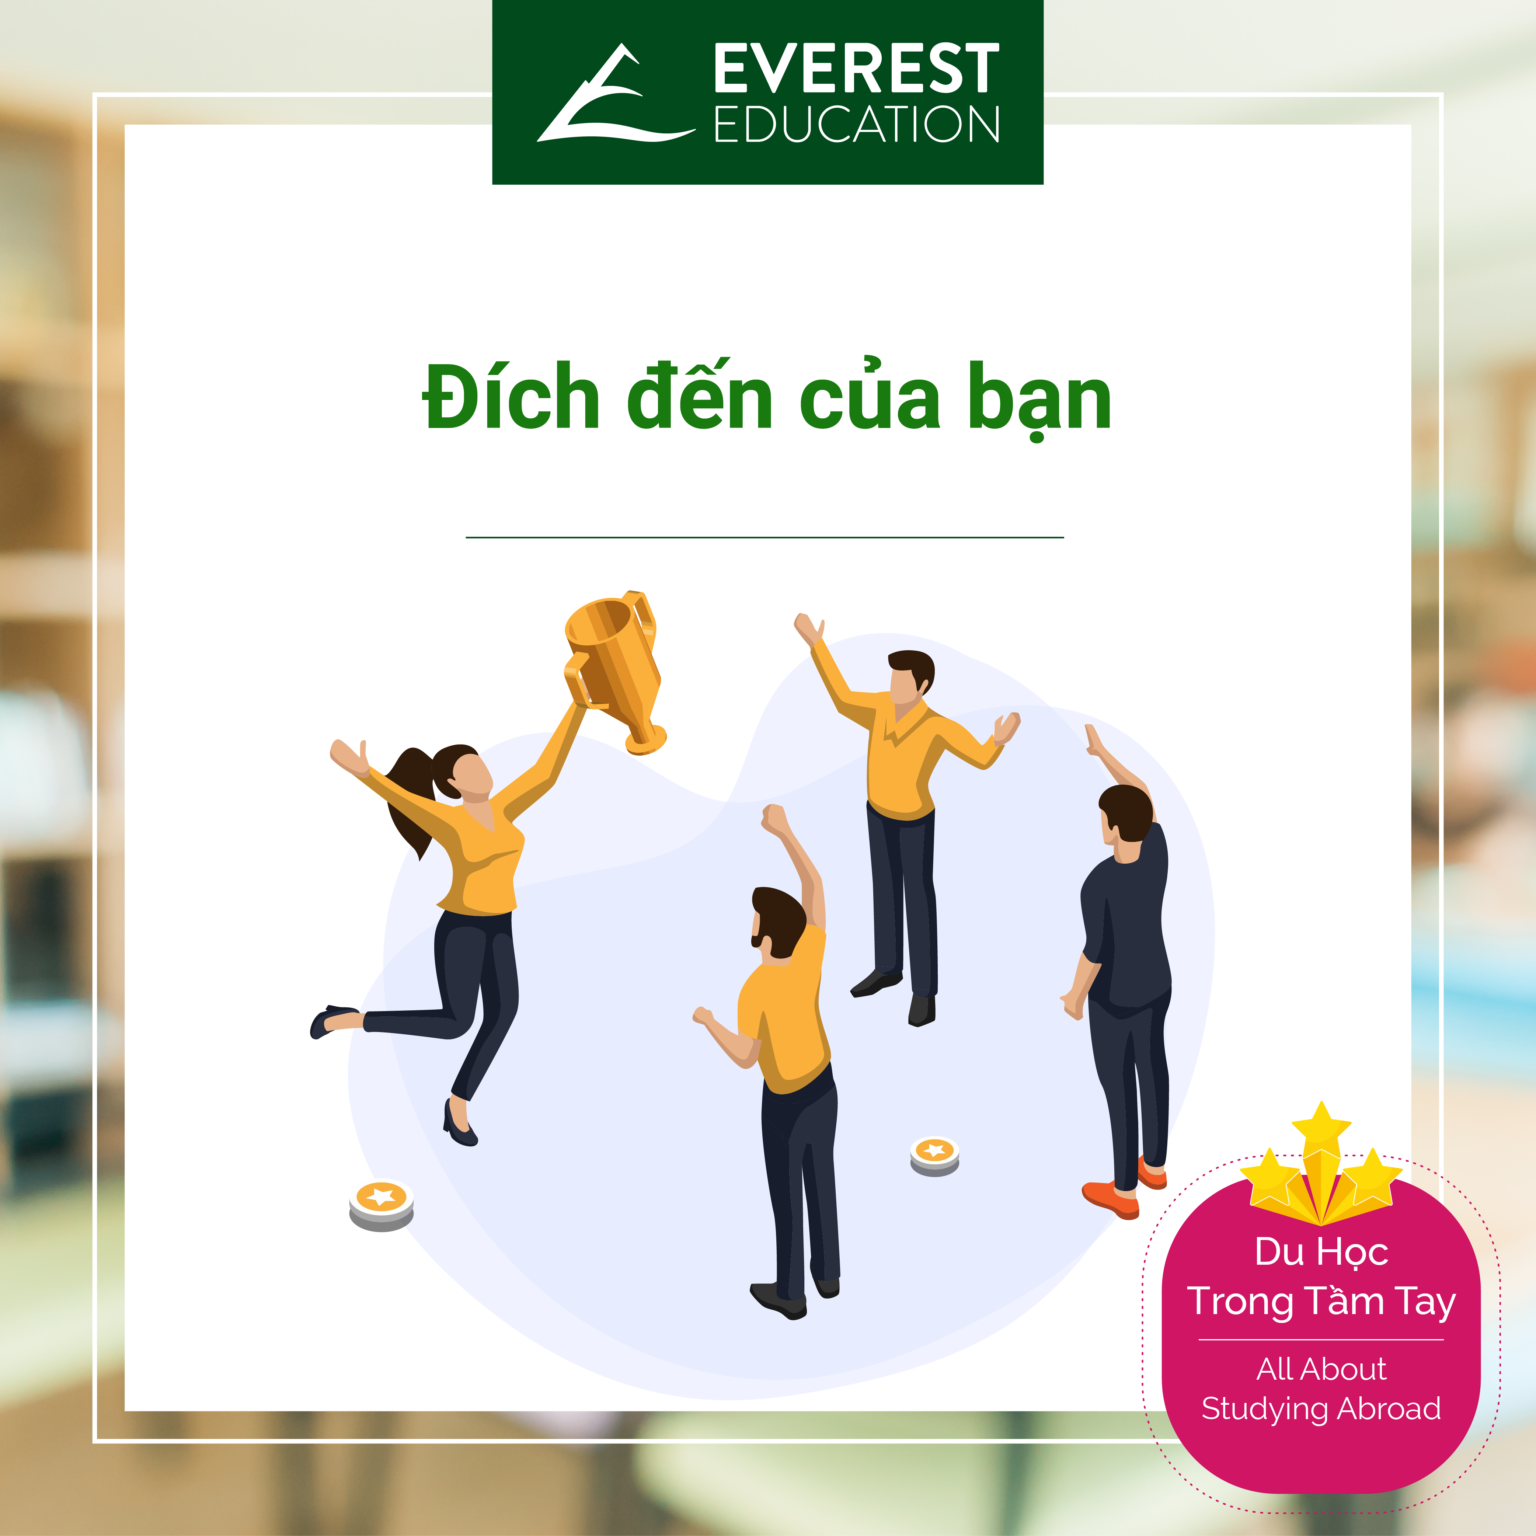 EVEREST
EDUCATION
Đích đến của bạn
Du Học
Trong Tầm Tay
All About
Studying Abroad